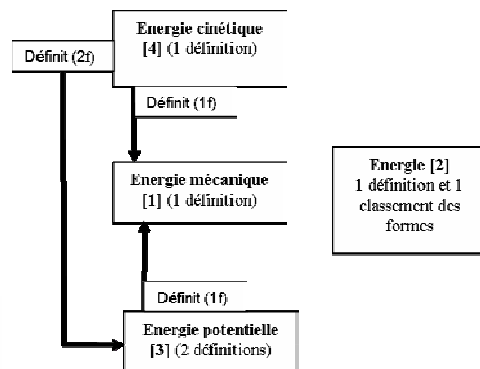 Energie cinétique
[4] (1 définition)
Définit (2f)
Définit (1f)
Energie mécanique
[1] (1 définition)
Energie [2]
1 définition et 1
classement des
formes
Définit (1f)
Energie potentielle
[3] (2 définitions)